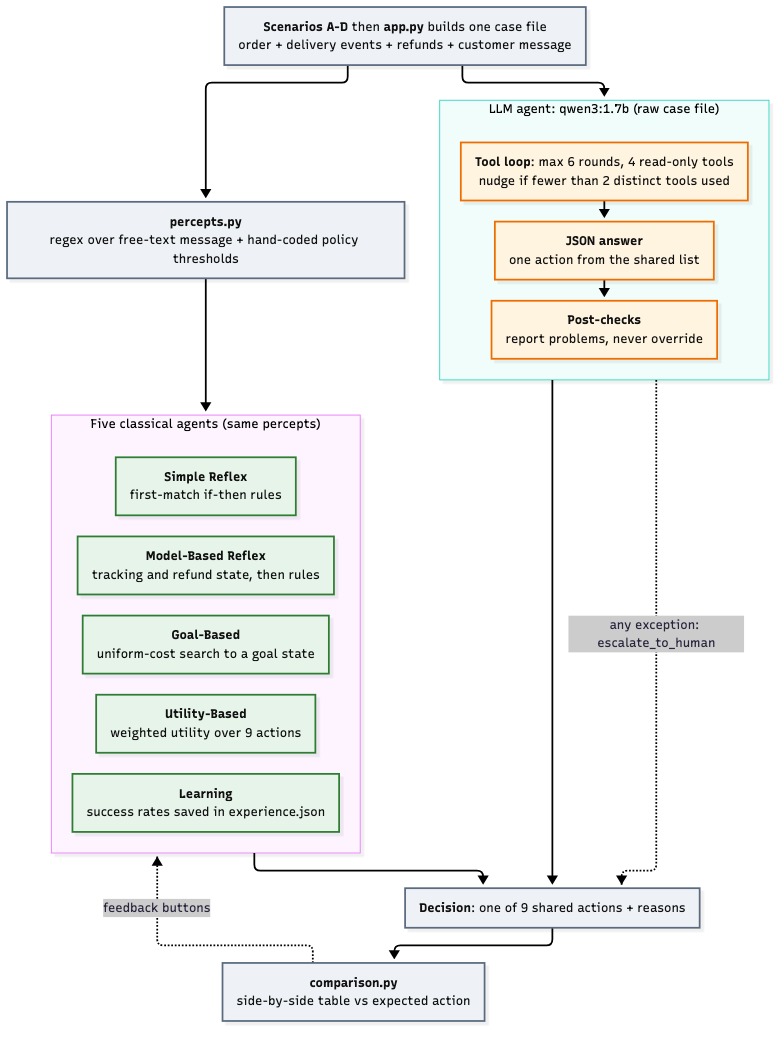 Scenarios A-D then app.py builds one case file
order + delivery events + refunds + customer message
LLM agent: qwen3:1.7b (raw case file)
Tool loop: max 6 rounds, 4 read-only tools
nudge if fewer than 2 distinct tools used
JSON answer
one action from the shared list
Post-checks
report problems, never override
percepts.py
regex over free-text message + hand-coded policy
thresholds
Five classical agents (same percepts)
Simple Reflex
first-match if-then rules
Model-Based Reflex
tracking and refund state, then rules
Goal-Based
uniform-cost search to a goal state
Utility-Based
weighted utility over 9 actions
Learning
success rates saved in experience.json
any exception:
escalate_to_human
feedback buttons
Decision: one of 9 shared actions + reasons
comparison.py
side-by-side table vs expected action